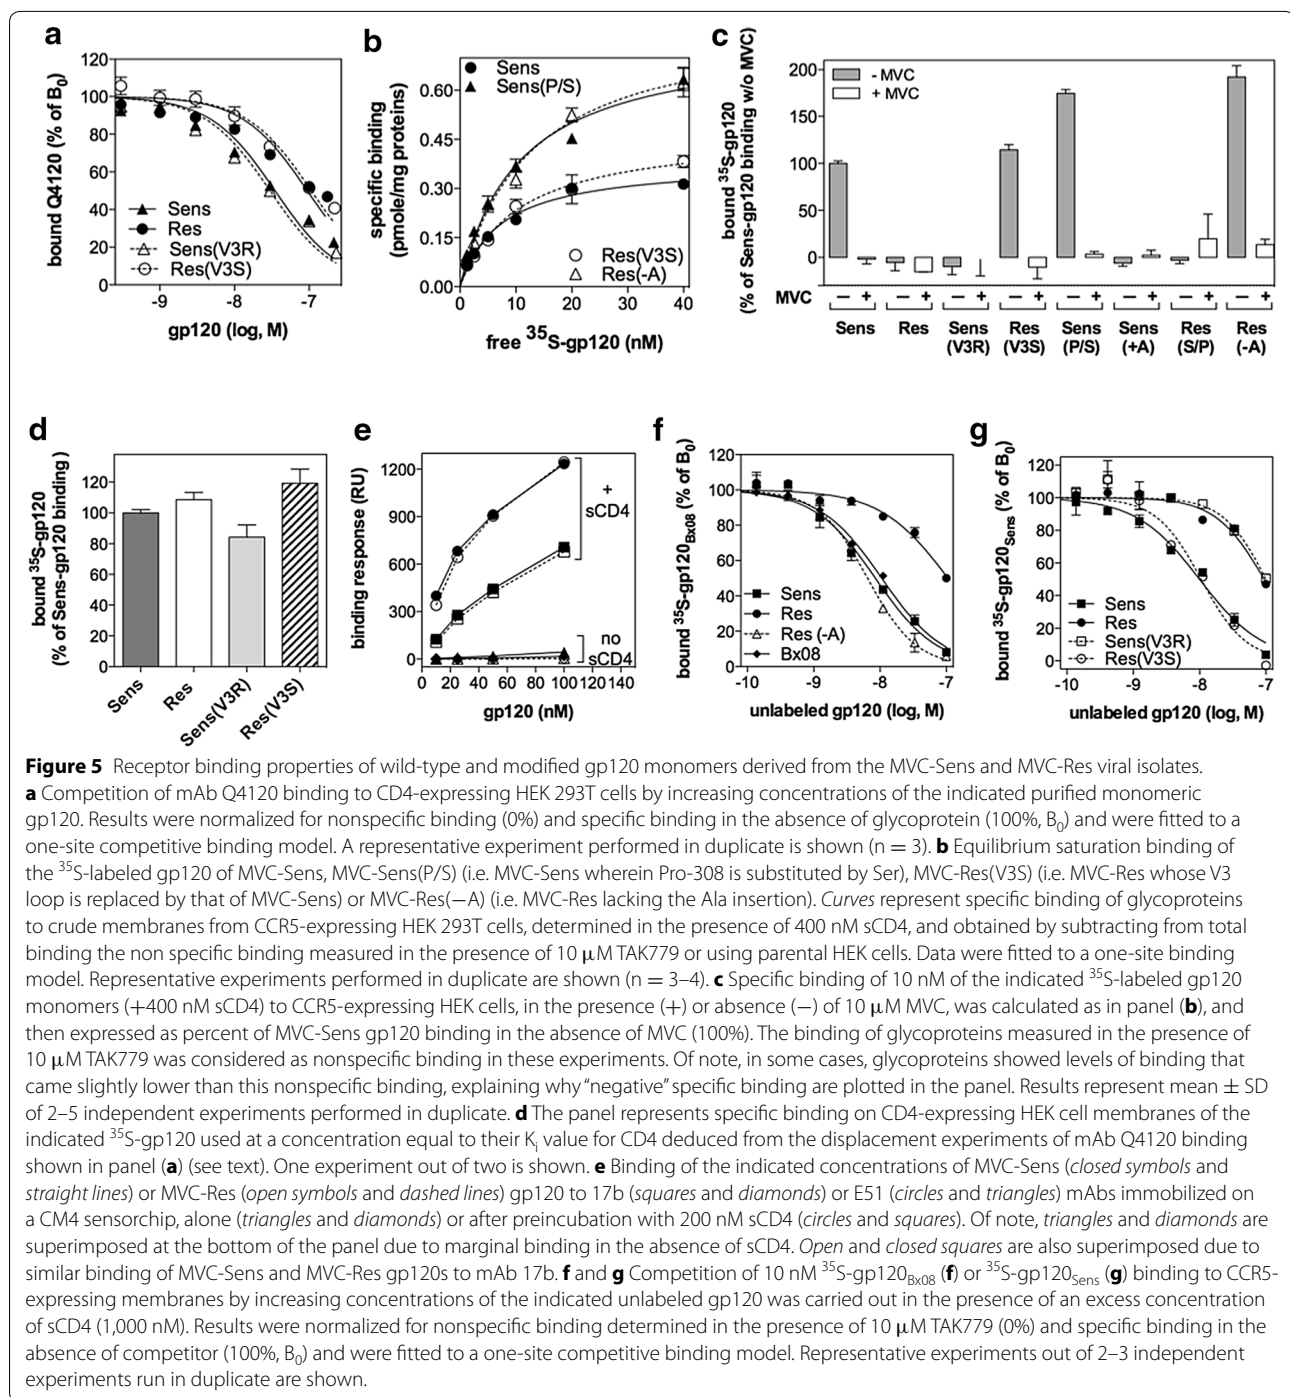 a
120
100
80
60
40
20
0
bound Q4120 (% of B0)
Sens
Res
Sens(V3R)
Res(V3S)
-9
-8
-7
gp120 (log, M)
b
Sens
Sens(P/S)
0.60
0.45
0.30
0.15
0.00
specific binding
(pmole/mg proteins)
Res(V3S)
Res(-A)
0
10
20
30
40
free 35S-gp120 (nM)
c
200
150
100
50
0
bound 35S-gp120
(% of Sens-gp120 binding w/o MVC)
- MVC
+ MVC
MVC − + − + − + − + − + − + − + − +
Sens Res Sens Res Sens Sens Res Res
(V3R) (V3S) (P/S) (+A) (S/P) (-A)
d
120
100
80
60
40
20
0
bound 35S-gp120
(% of Sens-gp120 binding)
Sens
Res
Sens(V3R)
Res(V3S)
e
1200
900
600
300
0
binding response (RU)
+
sCD4
no
sCD4
0 20 40 60 80 100 120 140
gp120 (nM)
f
120
100
80
60
40
20
0
bound 35S-gp120Bx08 (% of B0)
Sens
Res
Res (-A)
Bx08
-10
-9
-8
-7
unlabeled gp120 (log, M)
g
120
100
80
60
40
20
0
bound 35S-gp120Sens (% of B0)
Sens
Res
Sens(V3R)
Res(V3S)
-10
-9
-8
-7
unlabeled gp120 (log, M)
Figure 5 Receptor binding properties of wild-type and modified gp120 monomers derived from the MVC-Sens and MVC-Res viral isolates.
a Competition of mAb Q4120 binding to CD4-expressing HEK 293T cells by increasing concentrations of the indicated purified monomeric
gp120. Results were normalized for nonspecific binding (0%) and specific binding in the absence of glycoprotein (100%, B0) and were fitted to a
one-site competitive binding model. A representative experiment performed in duplicate is shown (n = 3). b Equilibrium saturation binding of
the 35S-labeled gp120 of MVC-Sens, MVC-Sens(P/S) (i.e. MVC-Sens wherein Pro-308 is substituted by Ser), MVC-Res(V3S) (i.e. MVC-Res whose V3
loop is replaced by that of MVC-Sens) or MVC-Res(−A) (i.e. MVC-Res lacking the Ala insertion). Curves represent specific binding of glycoproteins
to crude membranes from CCR5-expressing HEK 293T cells, determined in the presence of 400 nM sCD4, and obtained by subtracting from total
binding the non specific binding measured in the presence of 10 μM TAK779 or using parental HEK cells. Data were fitted to a one-site binding
model. Representative experiments performed in duplicate are shown (n = 3–4). c Specific binding of 10 nM of the indicated 35S-labeled gp120
monomers (+400 nM sCD4) to CCR5-expressing HEK cells, in the presence (+) or absence (−) of 10 μM MVC, was calculated as in panel (b), and
then expressed as percent of MVC-Sens gp120 binding in the absence of MVC (100%). The binding of glycoproteins measured in the presence of
10 μM TAK779 was considered as nonspecific binding in these experiments. Of note, in some cases, glycoproteins showed levels of binding that
came slightly lower than this nonspecific binding, explaining why “negative” specific binding are plotted in the panel. Results represent mean ± SD
of 2–5 independent experiments performed in duplicate. d The panel represents specific binding on CD4-expressing HEK cell membranes of the
indicated 35S-gp120 used at a concentration equal to their Ki value for CD4 deduced from the displacement experiments of mAb Q4120 binding
shown in panel (a) (see text). One experiment out of two is shown. e Binding of the indicated concentrations of MVC-Sens (closed symbols and
straight lines) or MVC-Res (open symbols and dashed lines) gp120 to 17b (squares and diamonds) or E51 (circles and triangles) mAbs immobilized on
a CM4 sensorchip, alone (triangles and diamonds) or after preincubation with 200 nM sCD4 (circles and squares). Of note, triangles and diamonds are
superimposed at the bottom of the panel due to marginal binding in the absence of sCD4. Open and closed squares are also superimposed due to
similar binding of MVC-Sens and MVC-Res gp120s to mAb 17b. f and g Competition of 10 nM 35S-gp120Bx08 (f) or 35S-gp120Sens (g) binding to CCR5-
expressing membranes by increasing concentrations of the indicated unlabeled gp120 was carried out in the presence of an excess concentration
of sCD4 (1,000 nM). Results were normalized for nonspecific binding determined in the presence of 10 μM TAK779 (0%) and specific binding in the
absence of competitor (100%, B0) and were fitted to a one-site competitive binding model. Representative experiments out of 2–3 independent
experiments run in duplicate are shown.